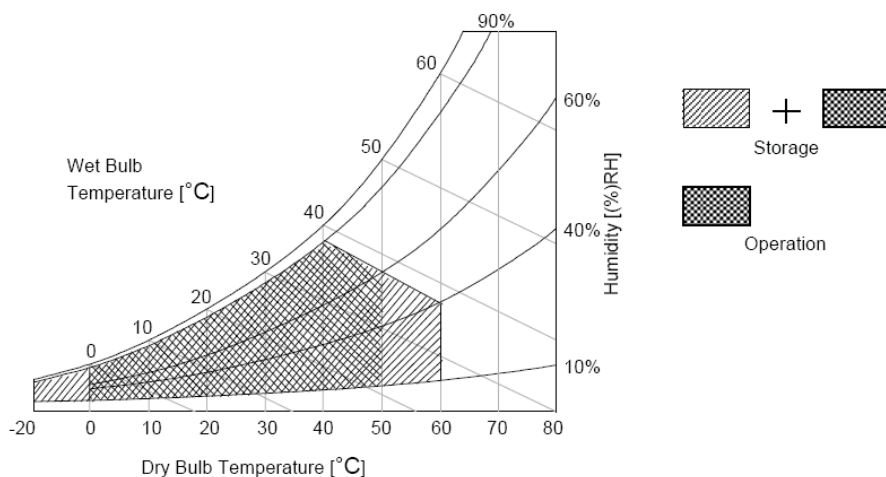 90%
60
60%
50
Wet Bulb
Temperature [°C]
40
40%
30
20
10
0
10%
Humidity [(%)RH]
-20 0 10 20 30 40 50 60 70 80
Dry Bulb Temperature [°C]
+
Storage
Operation